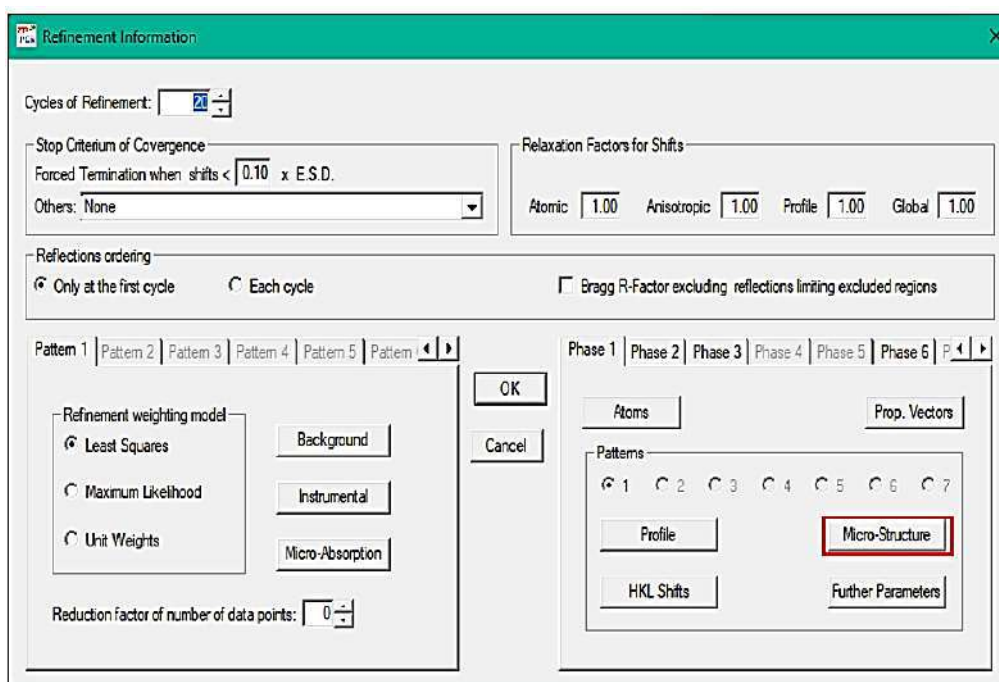 Refinement Information
Cycles of Refinement: 20
Stop Criterium of Covergence
Forced Termination when shifts < 0.10 x E.S.D.
Others: None
Relaxation Factors for Shifts
Atomic 1.00 Anisotropic 1.00 Profile 1.00 Global 1.00
Reflections ordering
Only at the first cycle Each cycle
Bragg R-Factor excluding reflections limiting excluded regions
Pattern 1 Pattern 2 Pattern 3 Pattern 4 Pattern 5 Pattern
Refinement weighting model
Least Squares
Maximum Likelihood
Unit Weights
Background
Instrumental
Micro-Absorption
Reduction factor of number of data points: 0
OK
Cancel
Phase 1 Phase 2 Phase 3 Phase 4 Phase 5 Phase 6 P
Atoms Prop. Vectors
Patterns
1 2 3 4 5 6 7
Profile Micro-Structure
HKL Shifts Further Parameters